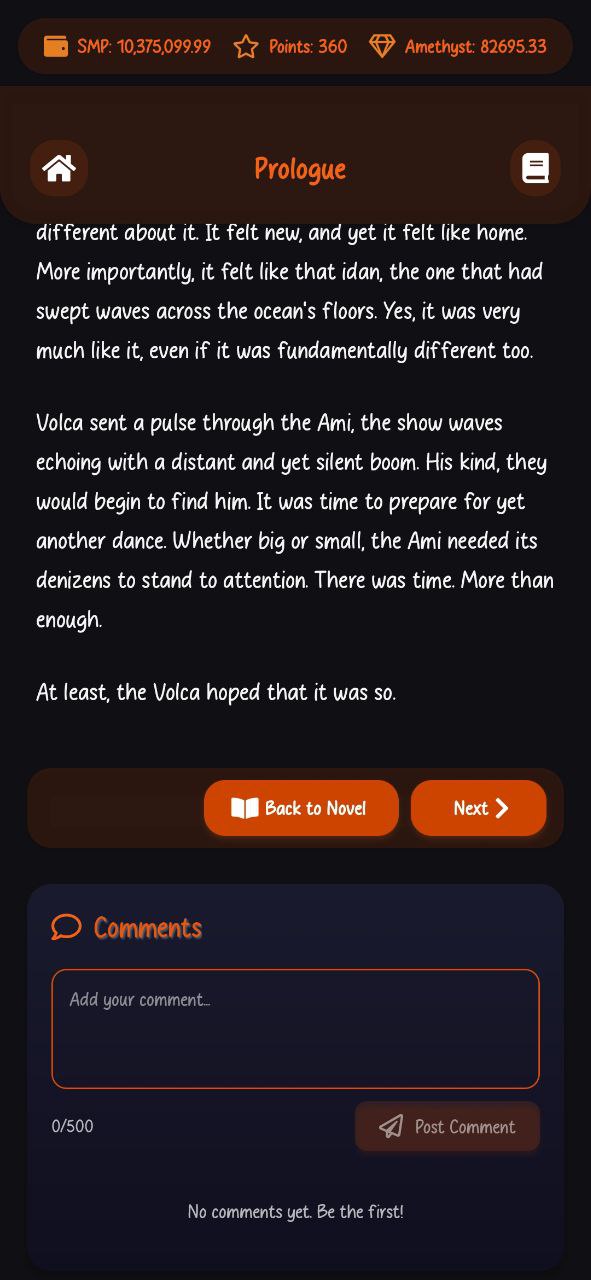 SMP: 10,375,099.99 Points: 360 Amethyst: 82695.33
Prologue
different about it. It felt new, and yet it felt like home.
More importantly, it felt like that idan, the one that had
swept waves across the ocean's floors. Yes, it was very
much like it, even if it was fundamentally different too.
Volca sent a pulse through the Ami, the show waves
echoing with a distant and yet silent boom. His kind, they
would begin to find him. It was time to prepare for yet
another dance. Whether big or small, the Ami needed its
denizens to stand to attention. There was time. More than
enough.
At least, the Volca hoped that it was so.
Back to Novel Next
Comments
Add your comment...
0/500 Post Comment
No comments yet. Be the first!